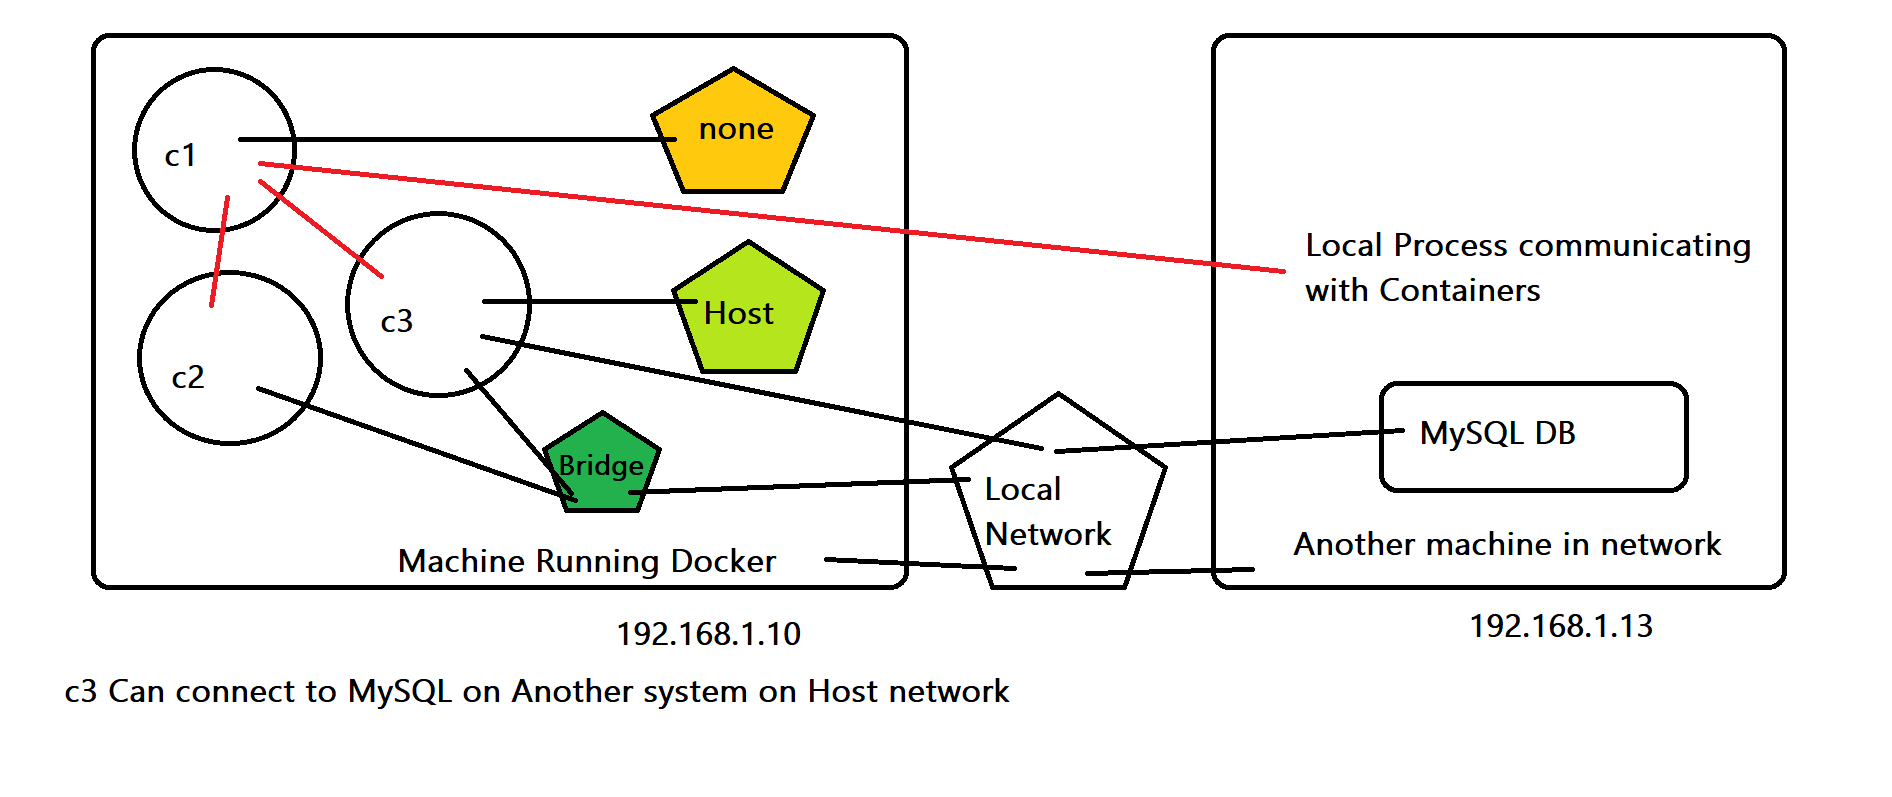 c1
none
c3
Host
c2
Bridge
Machine Running Docker
192.168.1.10
Local
Network
Local Process communicating
with Containers
MySQL DB
Another machine in network
192.168.1.13
c3 Can connect to MySQL on Another system on Host network